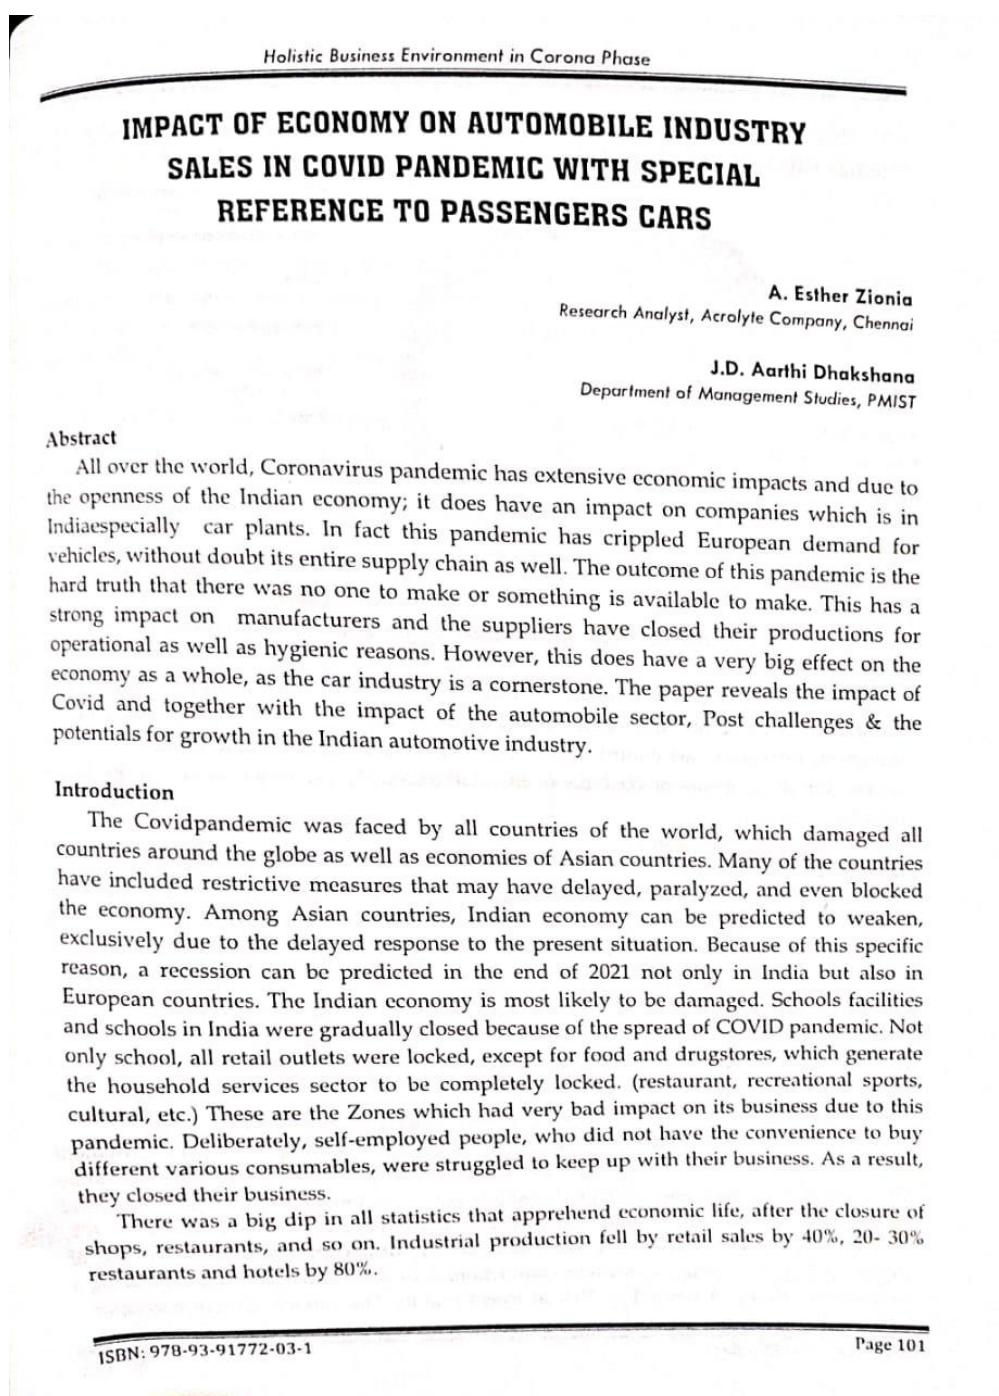 Holistic Business Environment in Corona Phase
IMPACT OF ECONOMY ON AUTOMOBILE INDUSTRY
SALES IN COVID PANDEMIC WITH SPECIAL
REFERENCE TO PASSENGERS CARS
A. Esther Zionia
Research Analyst, Acrolyte Company, Chennai
J.D. Aarthi Dhakshana
Department of Management Studies, PMIST
Abstract
All over the world, Coronavirus pandemic has extensive economic impacts and due to
the openness of the Indian economy; it does have an impact on companies which is in
Indiaespecially car plants. In fact this pandemic has crippled European demand for
vehicles, without doubt its entire supply chain as well. The outcome of this pandemic is the
hard truth that there was no one to make or something is available to make. This has a
strong impact on manufacturers and the suppliers have closed their productions for
operational as well as hygienic reasons. However, this does have a very big effect on the
economy as a whole, as the car industry is a cornerstone. The paper reveals the impact of
Covid and together with the impact of the automobile sector, Post challenges & the
potentials for growth in the Indian automotive industry.
Introduction
The Covidpandemic was faced by all countries of the world, which damaged all
countries around the globe as well as economies of Asian countries. Many of the countries
have included restrictive measures that may have delayed, paralyzed, and even blocked
the economy. Among Asian countries, Indian economy can be predicted to weaken,
exclusively due to the delayed response to the present situation. Because of this specific
reason, a recession can be predicted in the end of 2021 not only in India but also in
European countries. The Indian economy is most likely to be damaged. Schools facilities
and schools in India were gradually closed because of the spread of COVID pandemic. Not
only school, all retail outlets were locked, except for food and drugstores, which generate
the household services sector to be completely locked. (restaurant, recreational sports,
cultural, etc.) These are the Zones which had very bad impact on its business due to this
pandemic. Deliberately, self-employed people, who did not have the convenience to buy
different various consumables, were struggled to keep up with their business. As a result,
they closed their business.
There was a big dip in all statistics that apprehend economic life, after the closure of
shops, restaurants, and so on. Industrial production fell by retail sales by 40%, 20- 30%
restaurants and hotels by 80%.
ISBN: 978-93-91772-03-1
Page 101